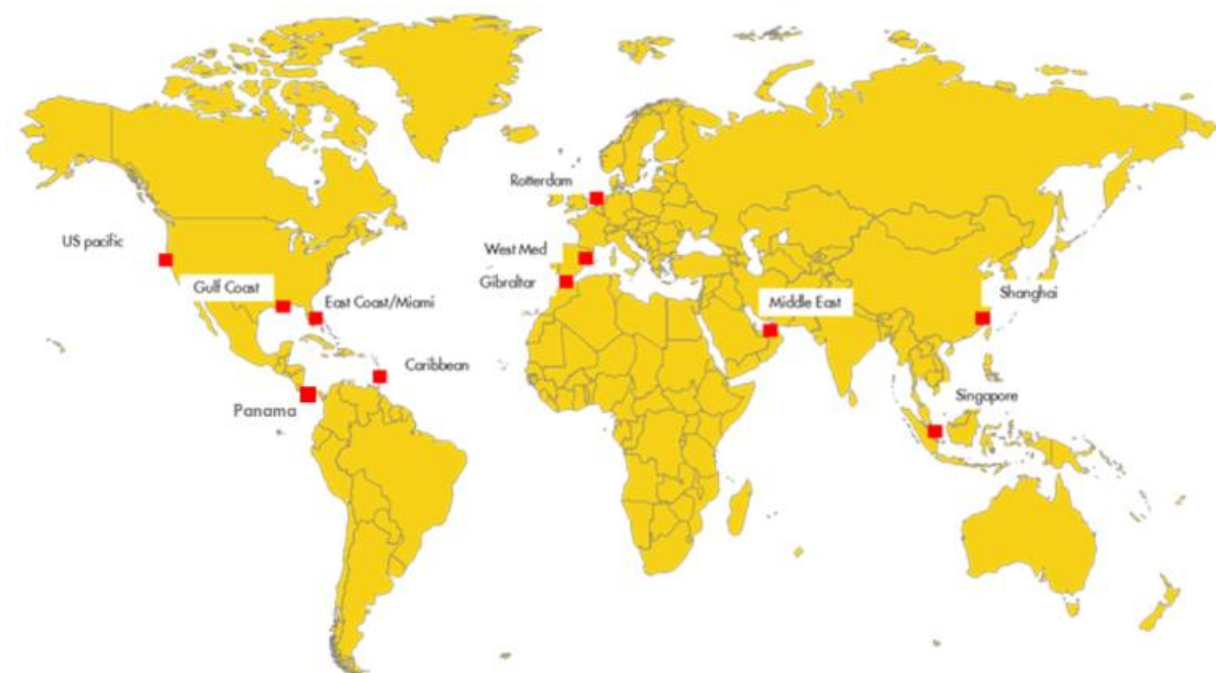 Rotterdam
US pacific
West Med
Gibraltar
Gulf Coast
East Coast/Miami
Middle East
Shanghai
Caribbean
Panama
Singapore